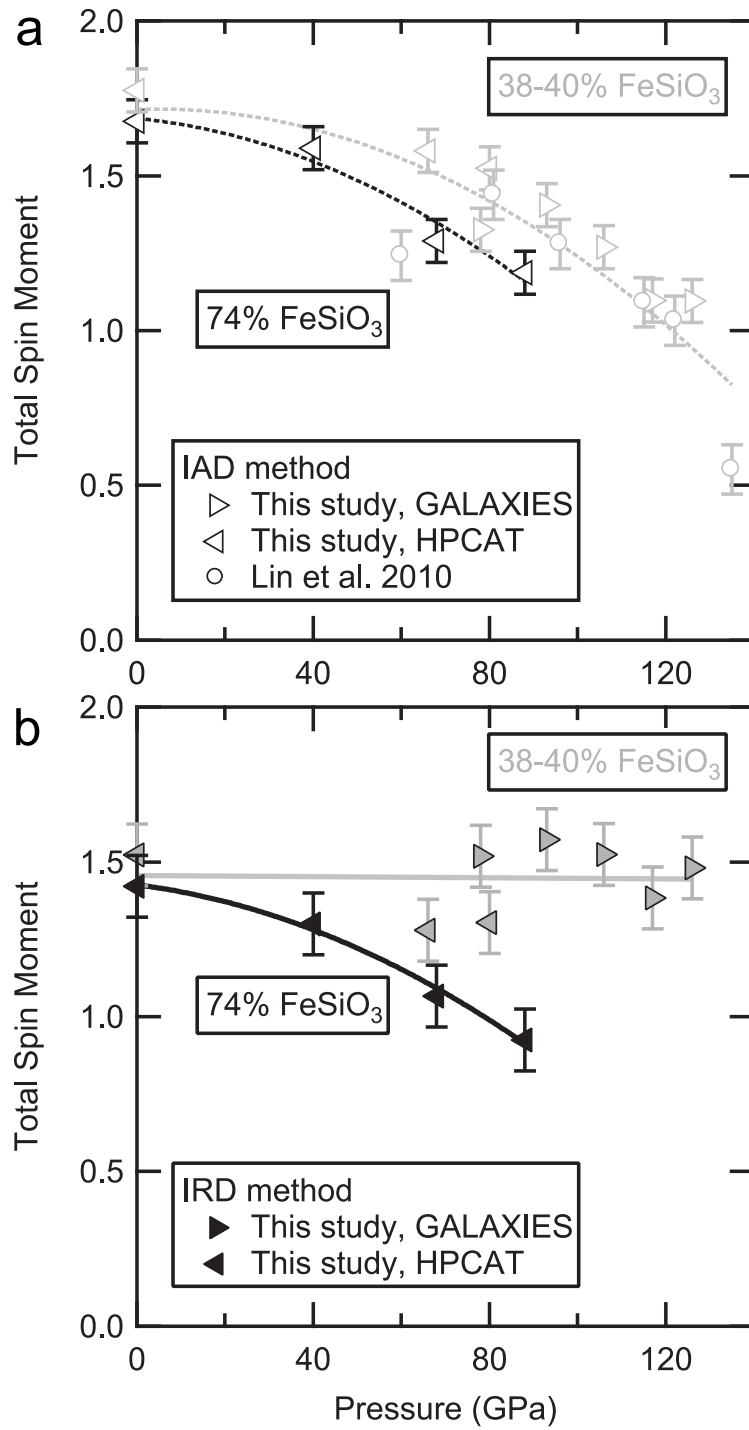 a
2.0
38-40% FeSiO₃
1.5
Total Spin Moment
1.0
74% FeSiO₃
IAD method
This study, GALAXIES
This study, HPCAT
Lin et al. 2010
0.5
0.0
0 40 80 120
b
2.0
38-40% FeSiO₃
1.5
Total Spin Moment
1.0
74% FeSiO₃
IRD method
This study, GALAXIES
This study, HPCAT
0.5
0.0
0 40 80 120
Pressure (GPa)